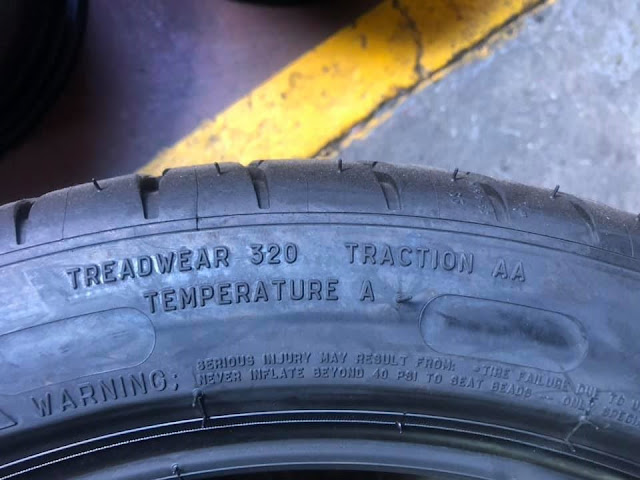 TREADWEAR 320 TRACTION AA
TEMPERATURE A
WARNING; SERIOUS INJURY MAY RESULT FROM: •TIRE FAILURE DUE TO
NEVER INFLATE BEYOND 40 PSI TO SEAT BEADS -- ONLY